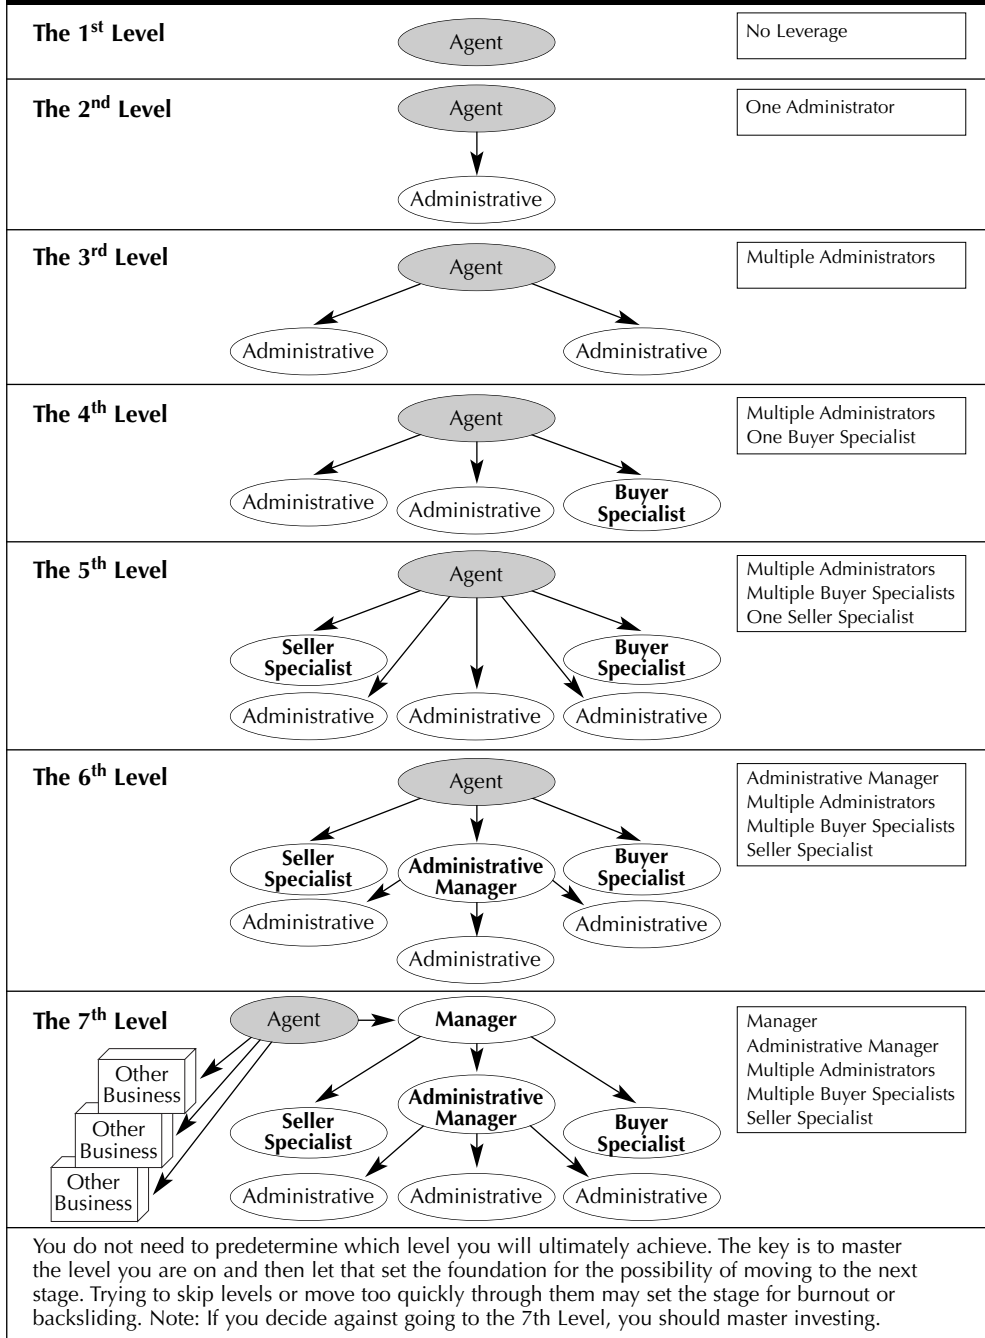 The 1st Level
Agent
No Leverage
The 2nd Level
Agent
One Administrator
Administrative
The 3rd Level
Agent
Multiple Administrators
Administrative
Administrative
The 4th Level
Agent
Multiple Administrators
One Buyer Specialist
Administrative
Administrative
Buyer
Specialist
The 5th Level
Agent
Multiple Administrators
Multiple Buyer Specialists
One Seller Specialist
Seller
Specialist
Buyer
Specialist
Administrative
Administrative
Administrative
The 6th Level
Agent
Administrative Manager
Multiple Administrators
Multiple Buyer Specialists
Seller Specialist
Seller
Specialist
Administrative
Manager
Buyer
Specialist
Administrative
Administrative
Administrative
The 7th Level
Agent
Manager
Manager
Administrative Manager
Multiple Administrators
Multiple Buyer Specialists
Seller Specialist
Other
Business
Other
Business
Other
Business
Seller
Specialist
Administrative
Manager
Buyer
Specialist
Administrative
Administrative
Administrative
You do not need to predetermine which level you will ultimately achieve. The key is to master
the level you are on and then let that set the foundation for the possibility of moving to the next
stage. Trying to skip levels or move too quickly through them may set the stage for burnout or
backsliding. Note: If you decide against going to the 7th Level, you should master investing.